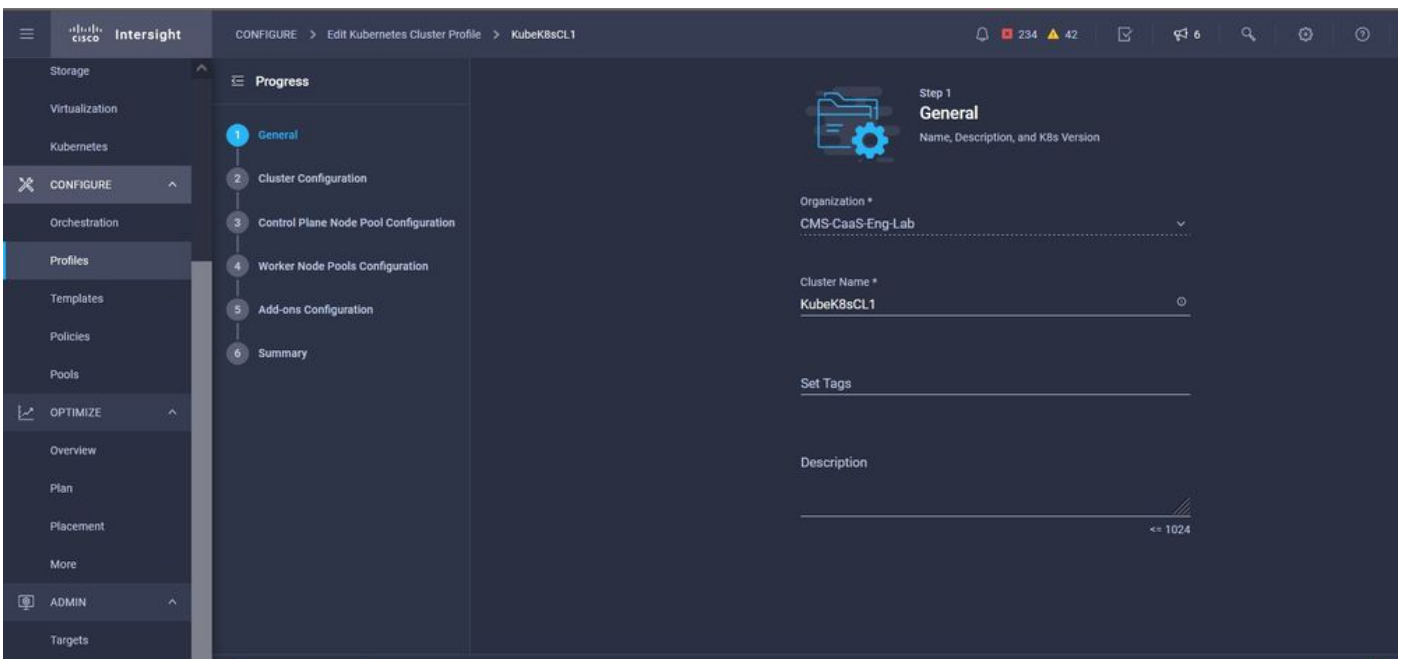 cisco Intersight
CONFIGURE > Edit Kubernetes Cluster Profile > KubeK8sCL1
234 42 6
Storage
Virtualization
Kubernetes
CONFIGURE
Orchestration
Profiles
Templates
Policies
Pools
OPTIMIZE
Overview
Plan
Placement
More
ADMIN
Targets
Progress
1 General
2 Cluster Configuration
3 Control Plane Node Pool Configuration
4 Worker Node Pools Configuration
5 Add-ons Configuration
6 Summary
Step 1
General
Name, Description, and K8s Version
Organization *
CMS-CaaS-Eng-Lab
Cluster Name *
KubeK8sCL1
Set Tags
Description
<= 1024